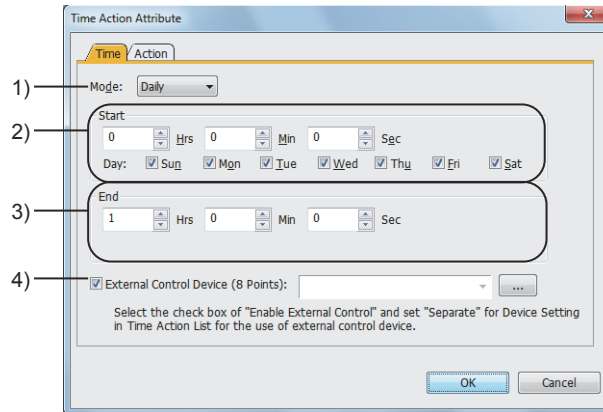 Time Action Attribute
Time Action
1) Mode: Daily
2) Start
0 Hrs 0 Min 0 Sec
Day: Sun Mon Tue Wed Thu Fri Sat
3) End
1 Hrs 0 Min 0 Sec
4) External Control Device (8 Points): ...
Select the check box of "Enable External Control" and set "Separate" for Device Setting
in Time Action List for the use of external control device.
OK Cancel